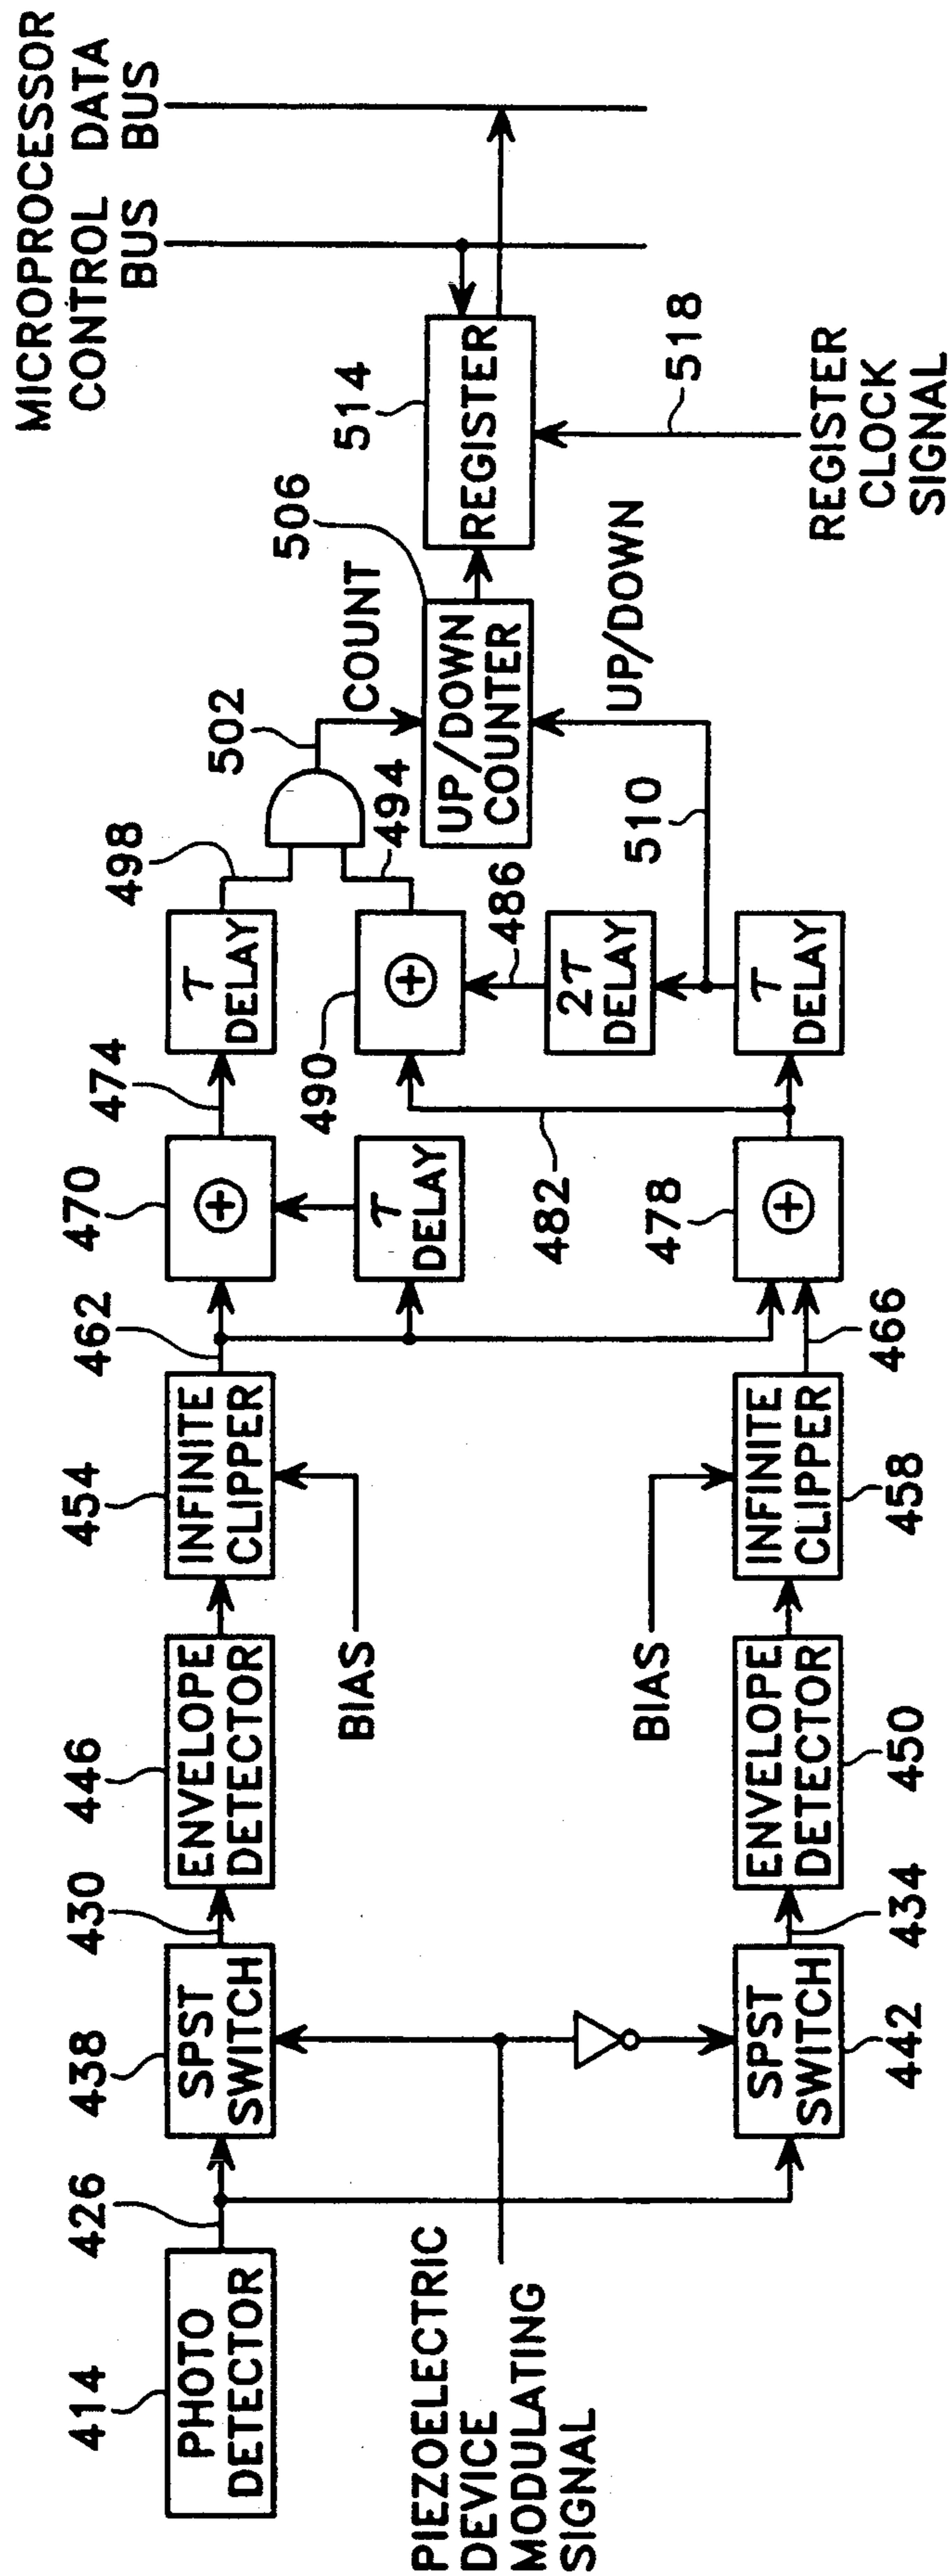 MICROPROCESSOR
CONTROL DATA
BUS BUS
414
PHOTO
DETECTOR
426
438
SPST
SWITCH
430
446
ENVELOPE
DETECTOR
454
INFINITE
CLIPPER
462
470
⊕
474
τ
DELAY
498
502
COUNT
506
514
REGISTER
BIAS
τ
DELAY
490
⊕
494
UP/DOWN
COUNTER
486
2τ
DELAY
482
510
UP/DOWN
518
REGISTER
CLOCK
SIGNAL
PIEZOELECTRIC
DEVICE
MODULATING
SIGNAL
BIAS
SPST
SWITCH
442
434
ENVELOPE
DETECTOR
450
INFINITE
CLIPPER
458
466
478
⊕
τ
DELAY